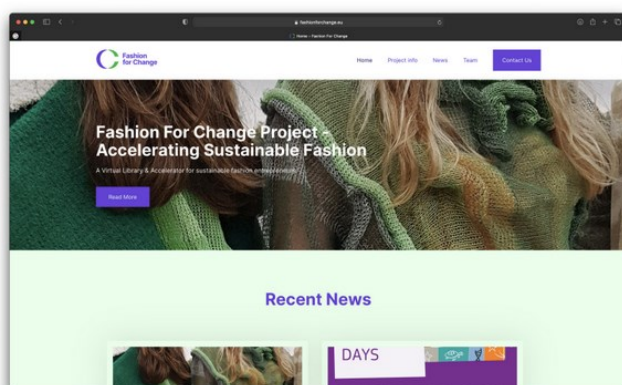 fashionforchange.eu
Home – Fashion For Change
Fashion
for Change
Home
Project info
News
Team
Contact Us
Fashion For Change Project -
Accelerating Sustainable Fashion
A Virtual Library & Accelerator for sustainable fashion entrepreneurs.
Read More
Recent News
DAYS